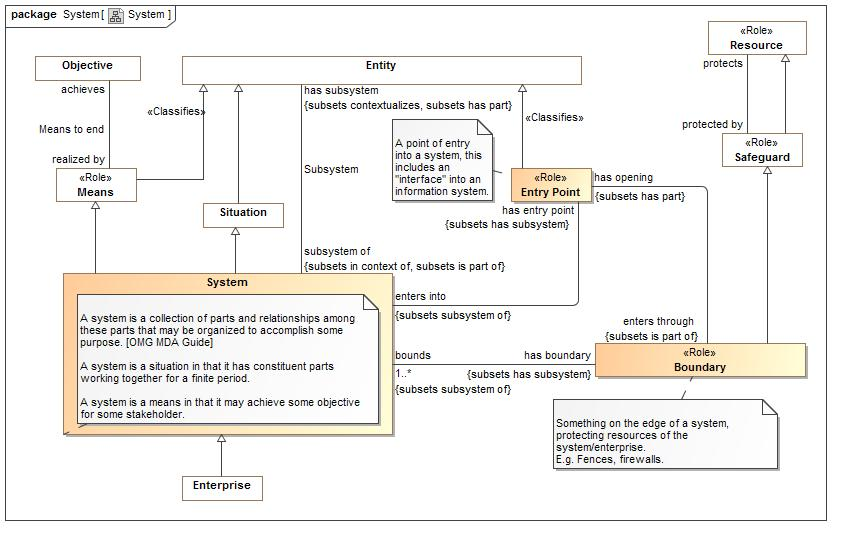 package System[ System ]
Objective
Entity
«Role»
Resource
achieves
Means to end
realized by
«Classifies»
has subsystem
{subsets contextualizes, subsets has part}
Subsystem
subsystem of
{subsets in context of, subsets is part of}
«Classifies»
protects
protected by
A point of entry
into a system, this
includes an
"interface" into an
information system.
«Role»
Entry Point
has opening
{subsets has part}
has entry point
{subsets has subsystem}
«Role»
Safeguard
«Role»
Means
Situation
System
A system is a collection of parts and relationships among
these parts that may be organized to accomplish some
purpose. [OMG MDA Guide]
A system is a situation in that it has constituent parts
working together for a finite period.
A system is a means in that it may achieve some objective
for some stakeholder.
enters into
{subsets subsystem of}
enters through
{subsets is part of}
bounds
1..*
{subsets subsystem of}
has boundary
{subsets has subsystem}
«Role»
Boundary
Something on the edge of a system,
protecting resources of the
system/enterprise.
E.g. Fences, firewalls.
Enterprise